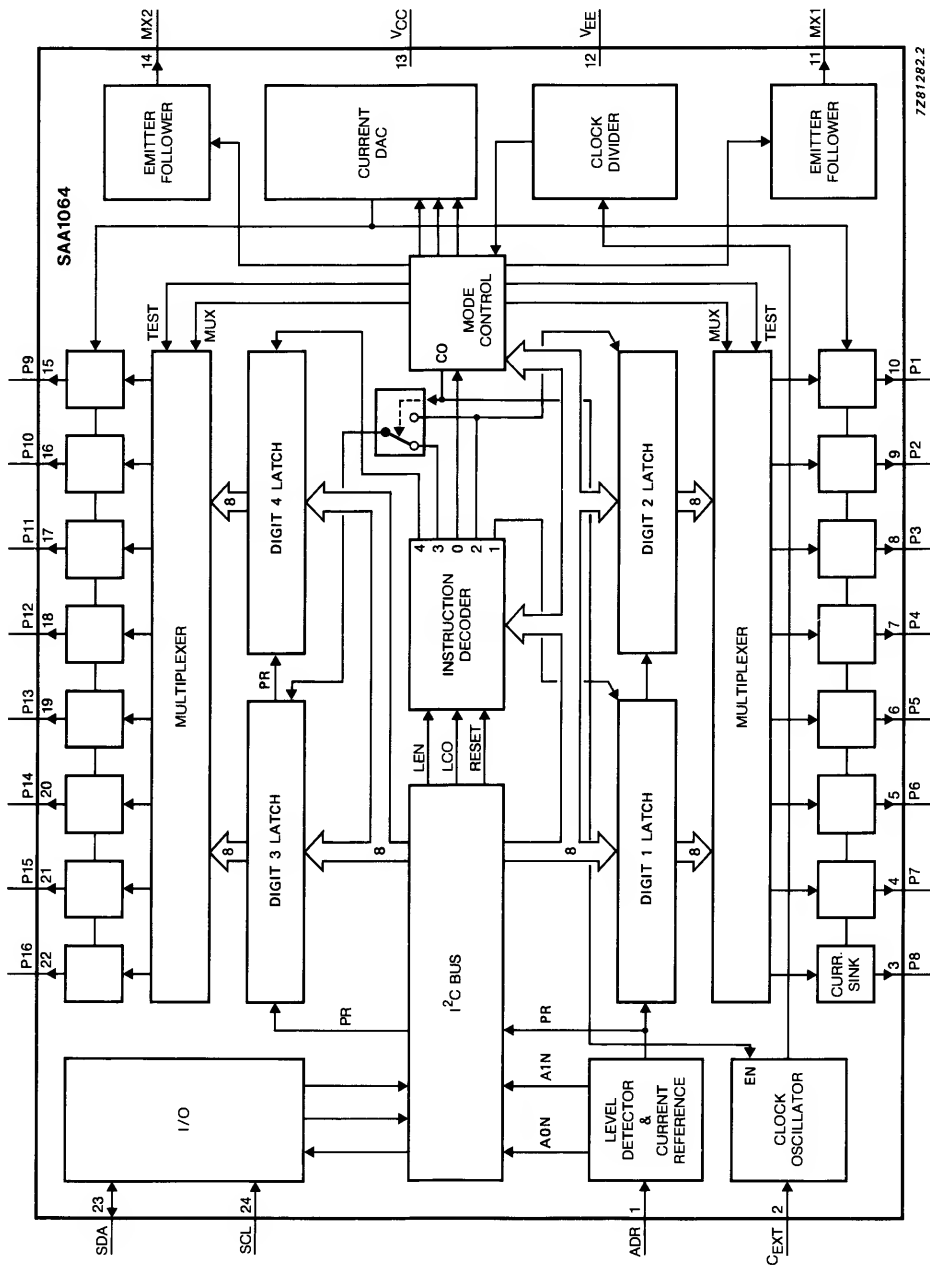 SAA1064
P16
P15
P14
P13
P12
P11
P10
P9
22
21
20
19
18
17
16
15
14
MX2
EMITTER
FOLLOWER
13
VCC
CURRENT
DAC
12
VEE
CLOCK
DIVIDER
11
MX1
EMITTER
FOLLOWER
MULTIPLEXER
TEST
MUX
8
8
DIGIT 3 LATCH
PR
DIGIT 4 LATCH
PR
8
SDA
23
SCL
24
I/O
I²C BUS
LEN
LCO
RESET
INSTRUCTION
DECODER
4
3
0
2
1
CO
MODE
CONTROL
A0N
A1N
PR
8
ADR
1
LEVEL
DETECTOR
&
CURRENT
REFERENCE
DIGIT 1 LATCH
DIGIT 2 LATCH
8
8
MUX
TEST
MULTIPLEXER
CEXT
2
EN
CLOCK
OSCILLATOR
CURR.
SINK
3
4
5
6
7
8
9
10
P8
P7
P6
P5
P4
P3
P2
P1
7Z81282.2